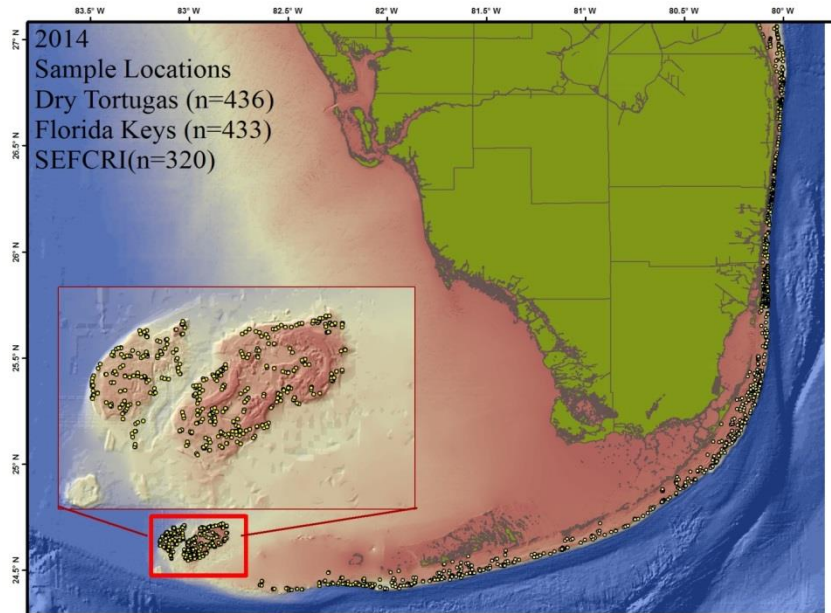 83.5° W 83° W 82.5° W 82° W 81.5° W 81° W 80.5° W 80° W
2014
Sample Locations
Dry Tortugas (n=436)
Florida Keys (n=433)
SEFCRI(n=320)
27° N
26.5° N
26° N
25.5° N
25° N
24.5° N